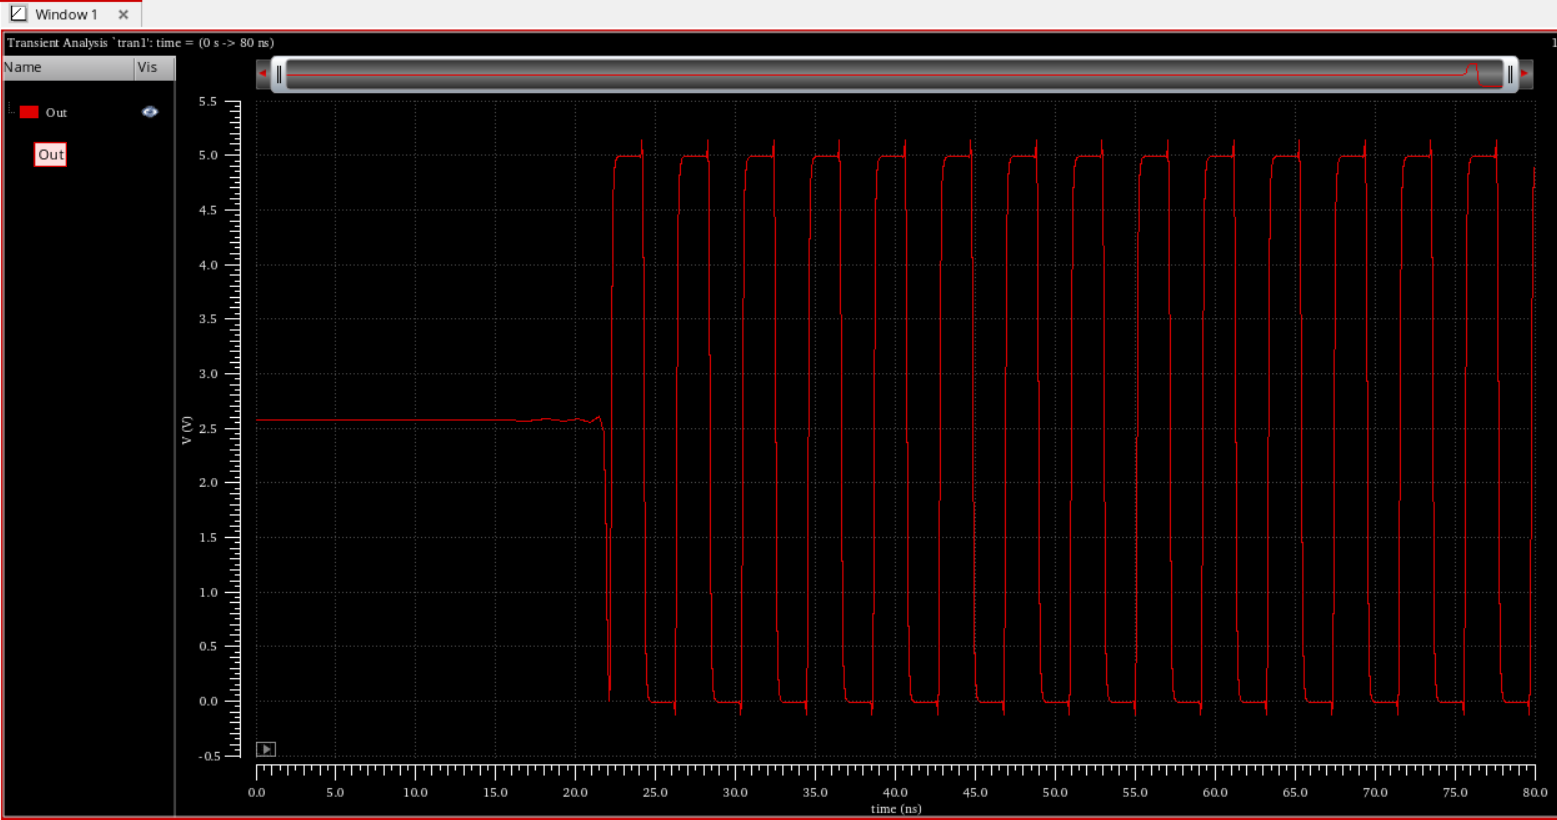 Window 1
Transient Analysis `tran1': time = (0 s -> 80 ns)
1
Name Vis
Out
Out
5.5
5.0
4.5
4.0
3.5
3.0
2.5
2.0
1.5
1.0
0.5
0.0
-0.5
V (V)
0.0 5.0 10.0 15.0 20.0 25.0 30.0 35.0 40.0 45.0 50.0 55.0 60.0 65.0 70.0 75.0 80.0
time (ns)